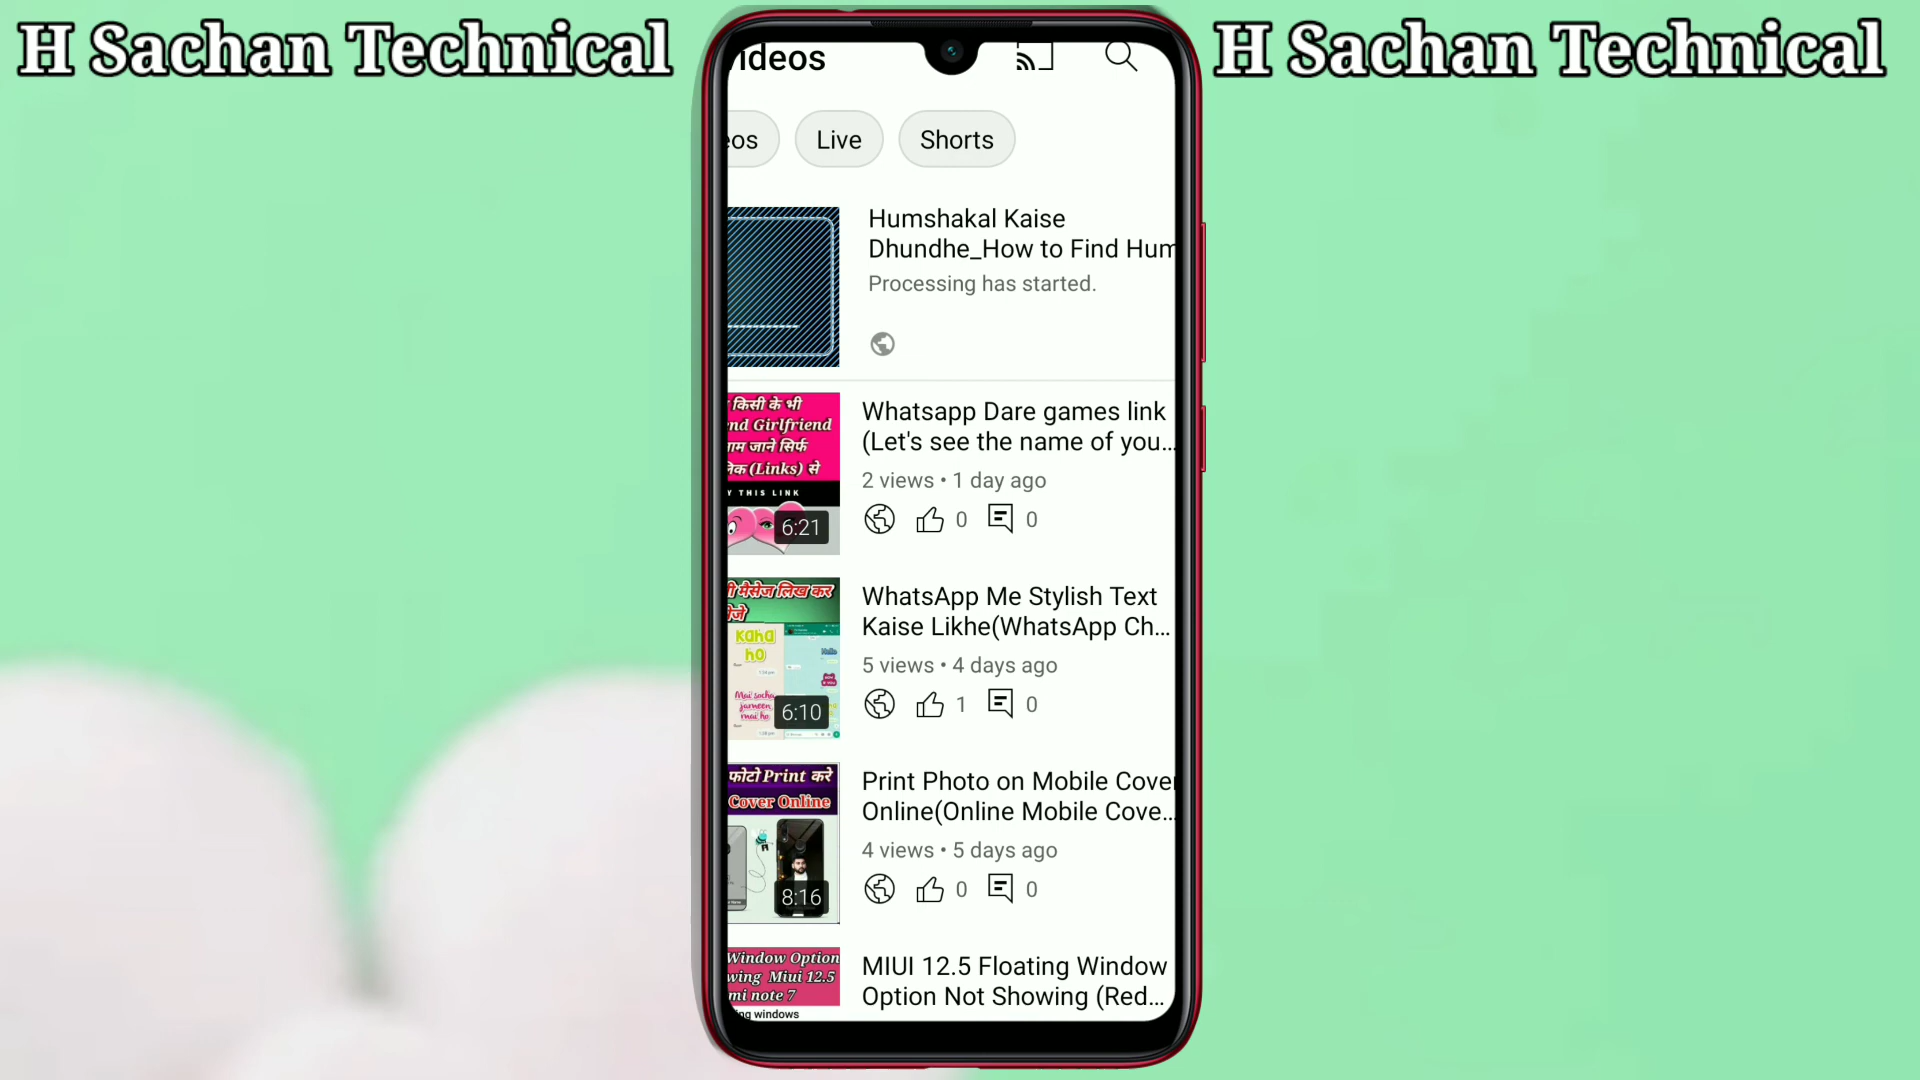 H Sachan Technical
H Sachan Technical
ideos
eos
Live
Shorts
Humshakal Kaise
Dhundhe_How to Find Hum
Processing has started.
किसी के भी
nd Girlfriend
नाम जाने सिर्फ
(Links) से
Y THIS LINK
6:21
Whatsapp Dare games link
(Let's see the name of you...
2 views • 1 day ago
0
0
भी मैसेज लिख कर
kaha
ho
Mai socha
jameen
mai he
6:10
WhatsApp Me Stylish Text
Kaise Likhe(WhatsApp Ch...
5 views • 4 days ago
1
0
फोटो Print करे
Cover Online
8:16
Print Photo on Mobile Cover
Online(Online Mobile Cove...
4 views • 5 days ago
0
0
Window Option
wing Miui 12.5
mi note 7
ng windows
MIUI 12.5 Floating Window
Option Not Showing (Red...